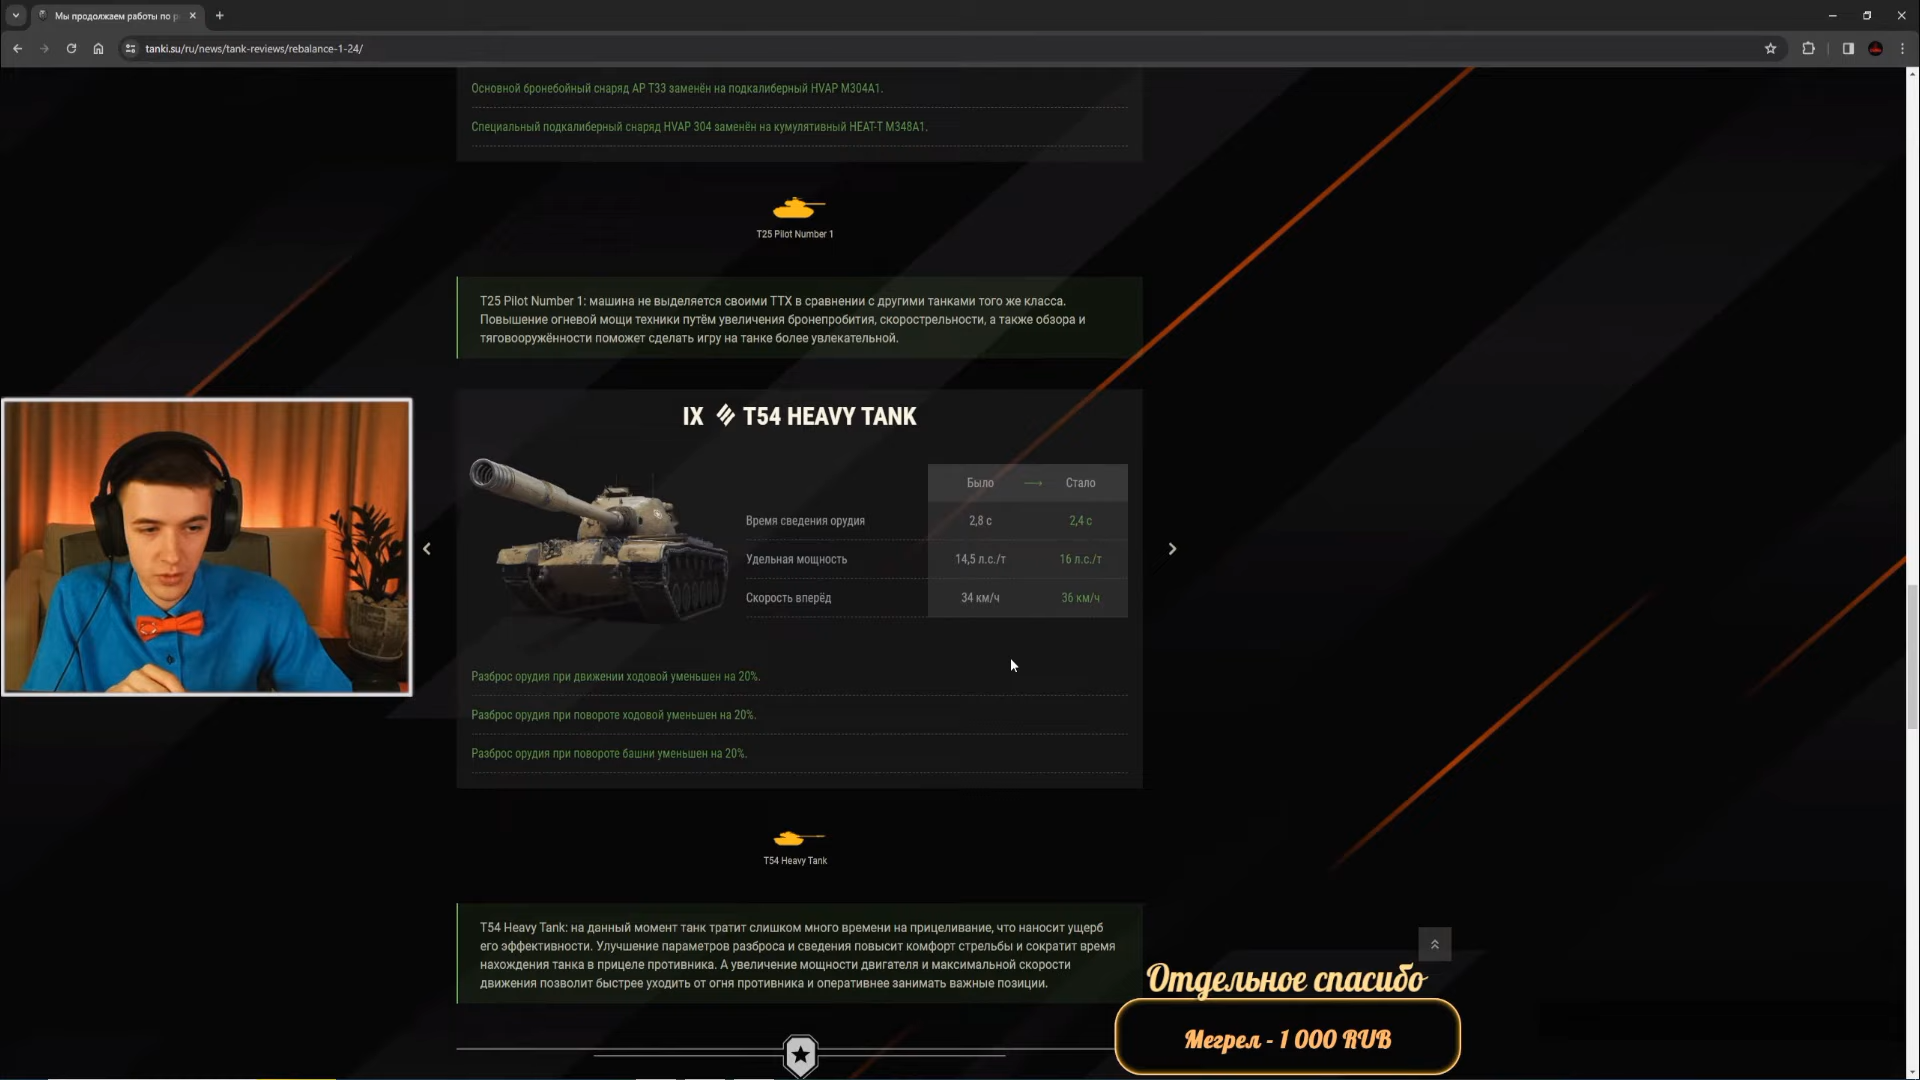 Мы продолжаем работы по р
tanki.su/ru/news/tank-reviews/rebalance-1-24/
Основной бронебойный снаряд AP T33 заменён на подкалиберный HVAP M304A1.
Специальный подкалиберный снаряд HVAP 304 заменён на кумулятивный HEAT-T M348A1.
T25 Pilot Number 1
T25 Pilot Number 1: машина не выделяется своими ТТХ в сравнении с другими танками того же класса.
Повышение огневой мощи техники путём увеличения бронепробития, скорострельности, а также обзора и
тяговооружённости поможет сделать игру на танке более увлекательной.
IX T54 HEAVY TANK
Было → Стало
Время сведения орудия 2,8 с 2,4 с
Удельная мощность 14,5 л.с./т 16 л.с./т
Скорость вперёд 34 км/ч 36 км/ч
Разброс орудия при движении ходовой уменьшен на 20%.
Разброс орудия при повороте ходовой уменьшен на 20%.
Разброс орудия при повороте башни уменьшен на 20%.
T54 Heavy Tank
T54 Heavy Tank: на данный момент танк тратит слишком много времени на прицеливание, что наносит ущерб
его эффективности. Улучшение параметров разброса и сведения повысит комфорт стрельбы и сократит время
нахождения танка в прицеле противника. А увеличение мощности двигателя и максимальной скорости
движения позволит быстрее уходить от огня противника и оперативнее занимать важные позиции.
Отдельное спасибо
Мегрел - 1 000 RUB